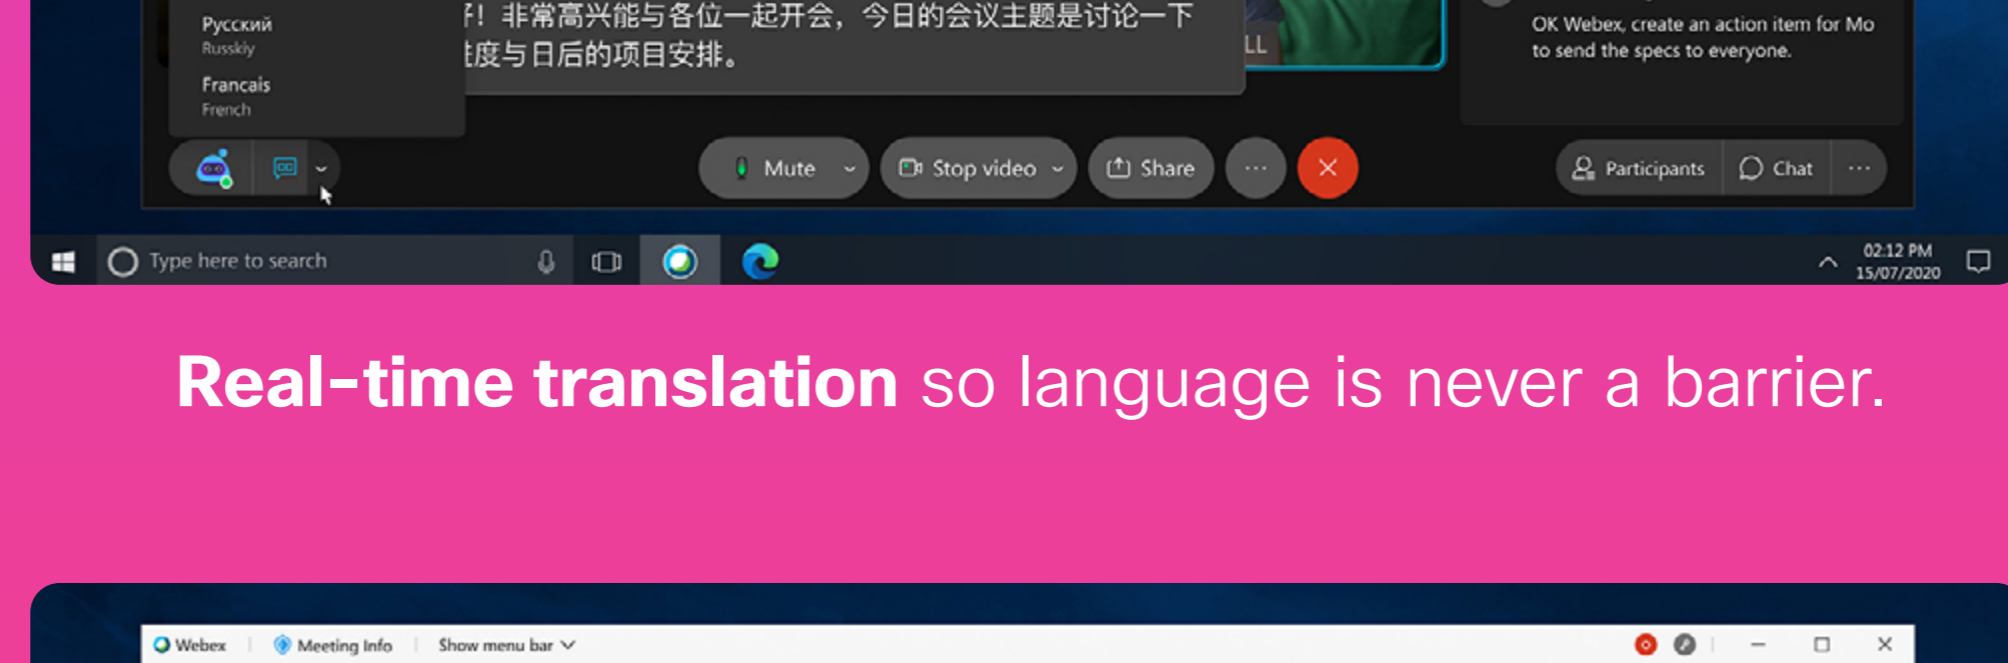 Русский
Russkiy
Francais
French
！非常高兴能与各位一起开会，今日的会议主题是讨论一下
度与日后的项目安排。
LL
OK Webex, create an action item for Mo
to send the specs to everyone.
Mute
Stop video
Share
Participants
Chat
Type here to search
02:12 PM
15/07/2020
Real-time translation so language is never a barrier.
Webex
Meeting Info
Show menu bar